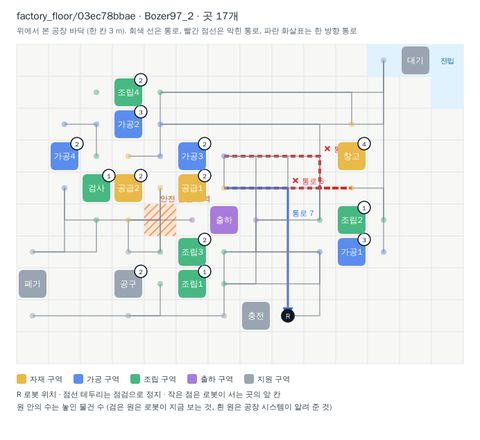 factory_floor/03ec78bbae · Bozer97_2 · 곳 17개
위에서 본 공장 바닥 (한 칸 3 m). 회색 선은 통로, 빨간 점선은 막힌 통로, 파란 화살표는 한 방향 통로
대기
진입
2
조립4
3
가공2
2
가공4
2
가공3
✕
4
창고
1
검사
2
공급2
2
공급1
✕ 통로
안전
역
통로 7
출하
1
조립2
2
조립3
3
가공1
폐기
2
공구
1
조립1
충전
R
자재 구역
가공 구역
조립 구역
출하 구역
지원 구역
R 로봇 위치 · 점선 테두리는 점검으로 정지 · 작은 점은 로봇이 서는 곳의 앞 칸
원 안의 수는 놓인 물건 수 (검은 원은 로봇이 지금 보는 것, 흰 원은 공장 시스템이 알려 준 것)